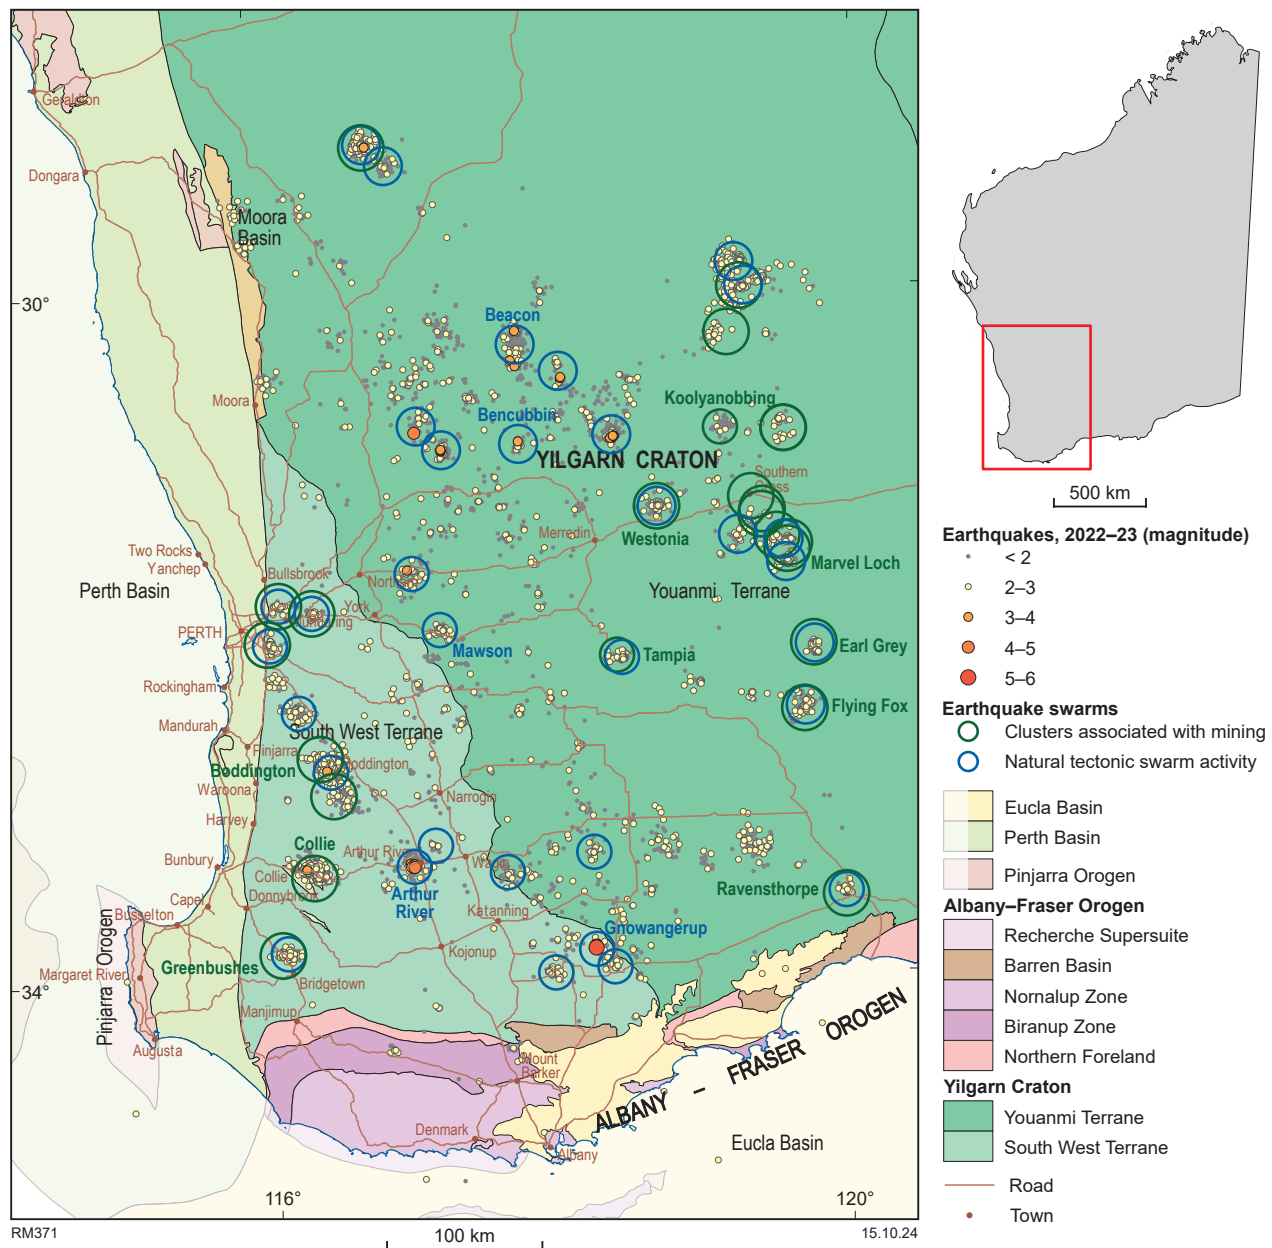 Geraldton
Dongara
Moora
Basin
30°
Beacon
Moora
Bencubbin
Koolyanobbing
YILGARN CRATON
Southern
Cross
Merredin
Westonia
Two Rocks
Yanchep
Marvel Loch
Bullsbrook
Northam
Perth Basin
Youanmi Terrane
York
Mundaring
PERTH
Mawson
Tampia
Earl Grey
Rockingham
Flying Fox
Mandurah
South West Terrane
Pinjarra
Boddington
Boddington
Waroona
Narrogin
Harvey
Collie
Arthur River
Bunbury
Wagin
Collie
Arthur
River
Ravensthorpe
Donnybrook
Capel
Busselton
Katanning
Gnowangerup
Kojonup
Greenbushes
Margaret River
Bridgetown
34°
Pinjarra Orogen
Manjimup
Augusta
Mount
Barker
ALBANY – FRASER OROGEN
Denmark
Albany
Eucla Basin
116°
120°
RM371
100 km
15.10.24
500 km
Earthquakes, 2022–23 (magnitude)
< 2
2–3
3–4
4–5
5–6
Earthquake swarms
Clusters associated with mining
Natural tectonic swarm activity
Eucla Basin
Perth Basin
Pinjarra Orogen
Albany–Fraser Orogen
Recherche Supersuite
Barren Basin
Nornalup Zone
Biranup Zone
Northern Foreland
Yilgarn Craton
Youanmi Terrane
South West Terrane
Road
Town